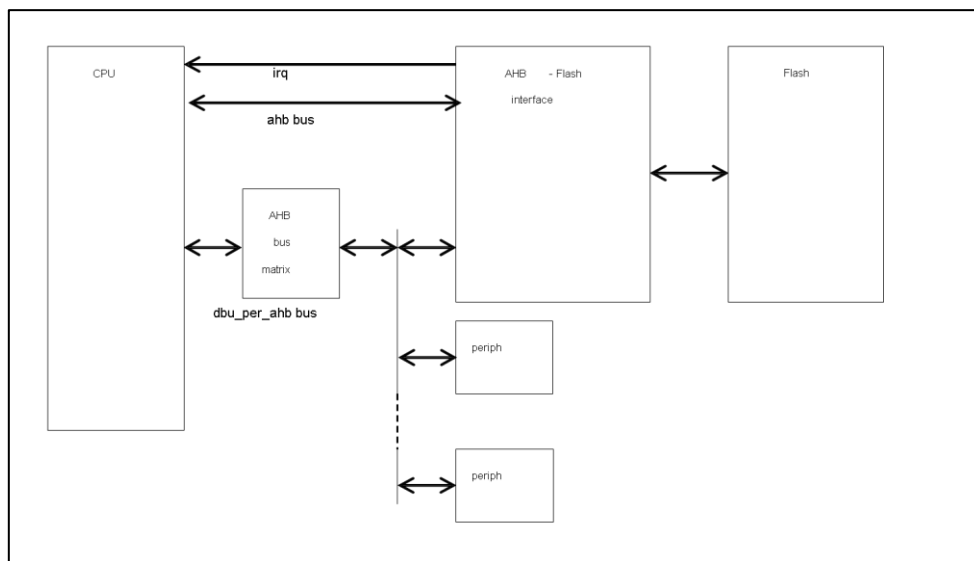 CPU
irq
ahb bus
AHB - Flash
interface
Flash
AHB
bus
matrix
dbu_per_ahb bus
periph
periph